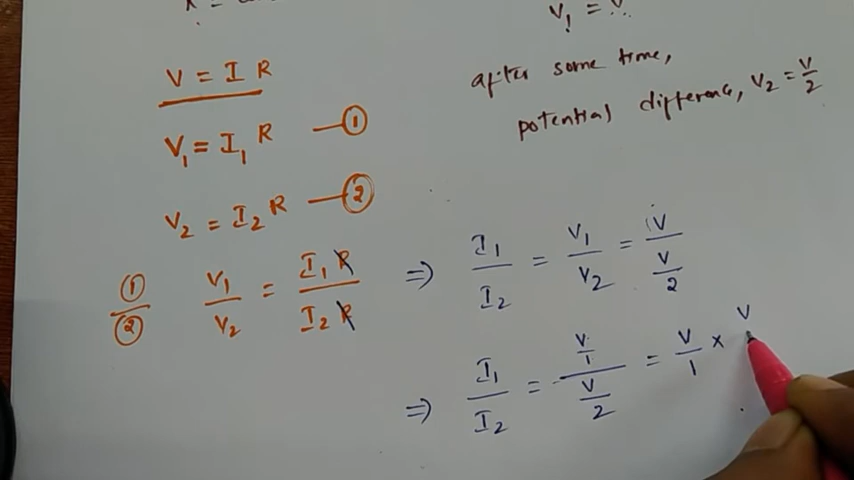 V₁ = V
after some time,
potential difference, V₂ = V/2
V = I R
V₁ = I₁ R — ①
V₂ = I₂ R — ②
①/② V₁/V₂ = I₁ R/I₂ R ⇒ I₁/I₂ = V₁/V₂ = V/(V/2)
⇒ I₁/I₂ = (V/1)/(V/2) = V/1 × V